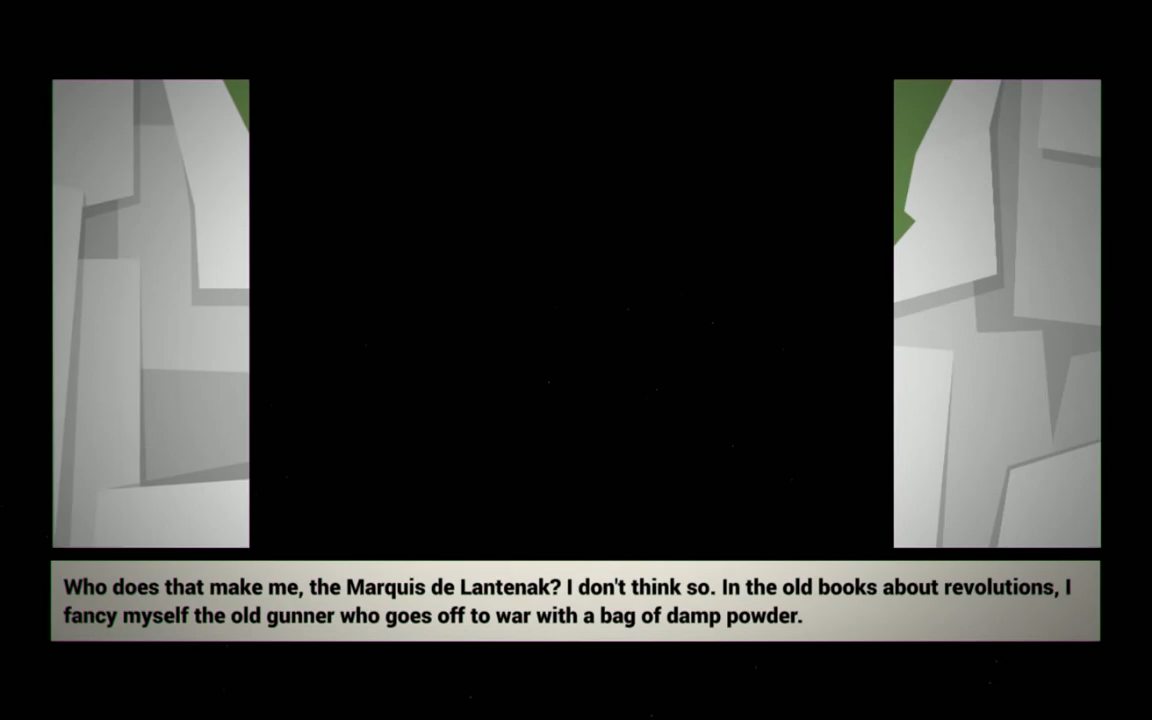 Who does that make me, the Marquis de Lantenak? I don't think so. In the old books about revolutions, I
fancy myself the old gunner who goes off to war with a bag of damp powder.